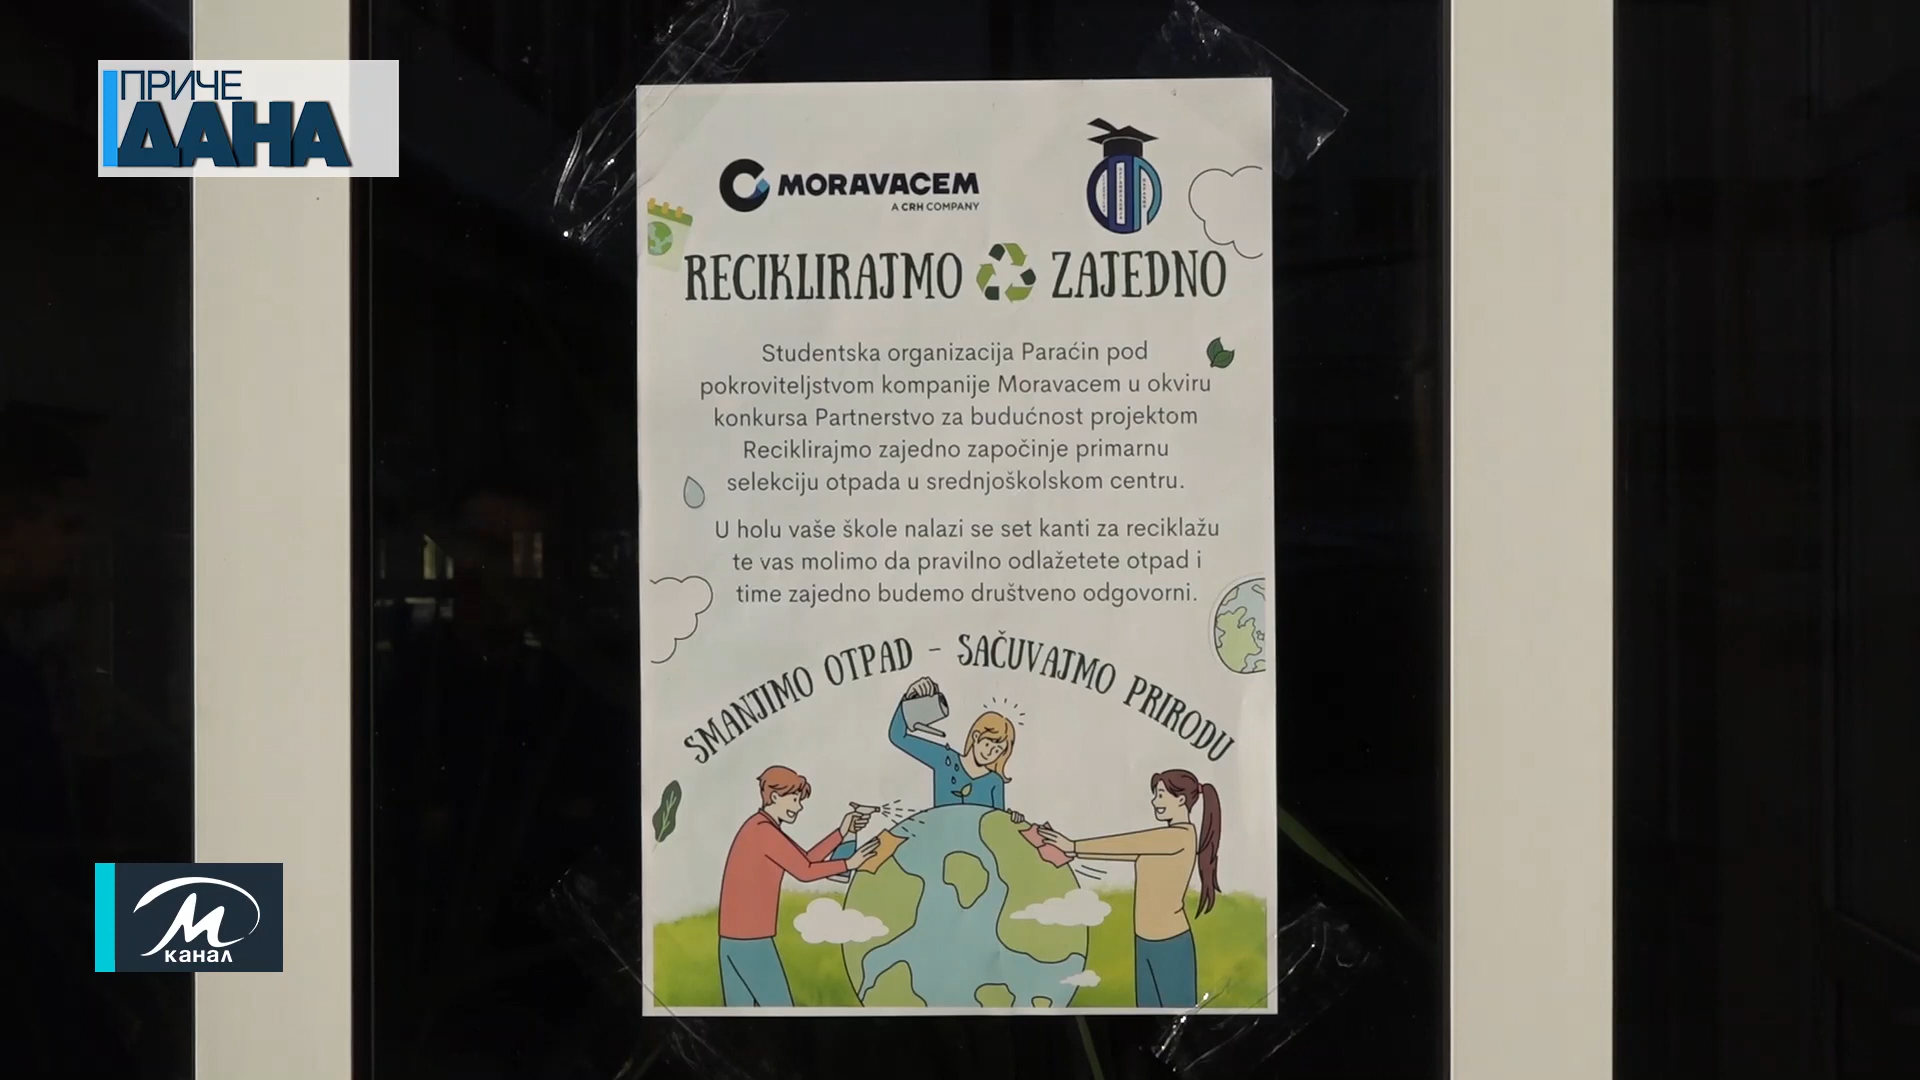 ПРИЧЕ
ДАНА
MORAVACEM
A CRH COMPANY
RECIKLIRAJMO ZAJEDNO
Studentska organizacija Paraćin pod
pokroviteljstvom kompanije Moravacem u okviru
konkursa Partnerstvo za budućnost projektom
Reciklirajmo zajedno započinje primarnu
selekciju otpada u srednjoškolskom centru.
U holu vaše škole nalazi se set kanti za reciklažu
te vas molimo da pravilno odlažetete otpad i
time zajedno budemo društveno odgovorni.
SMANJIMO OTPAD - SAČUVAJMO PRIRODU
М
канал